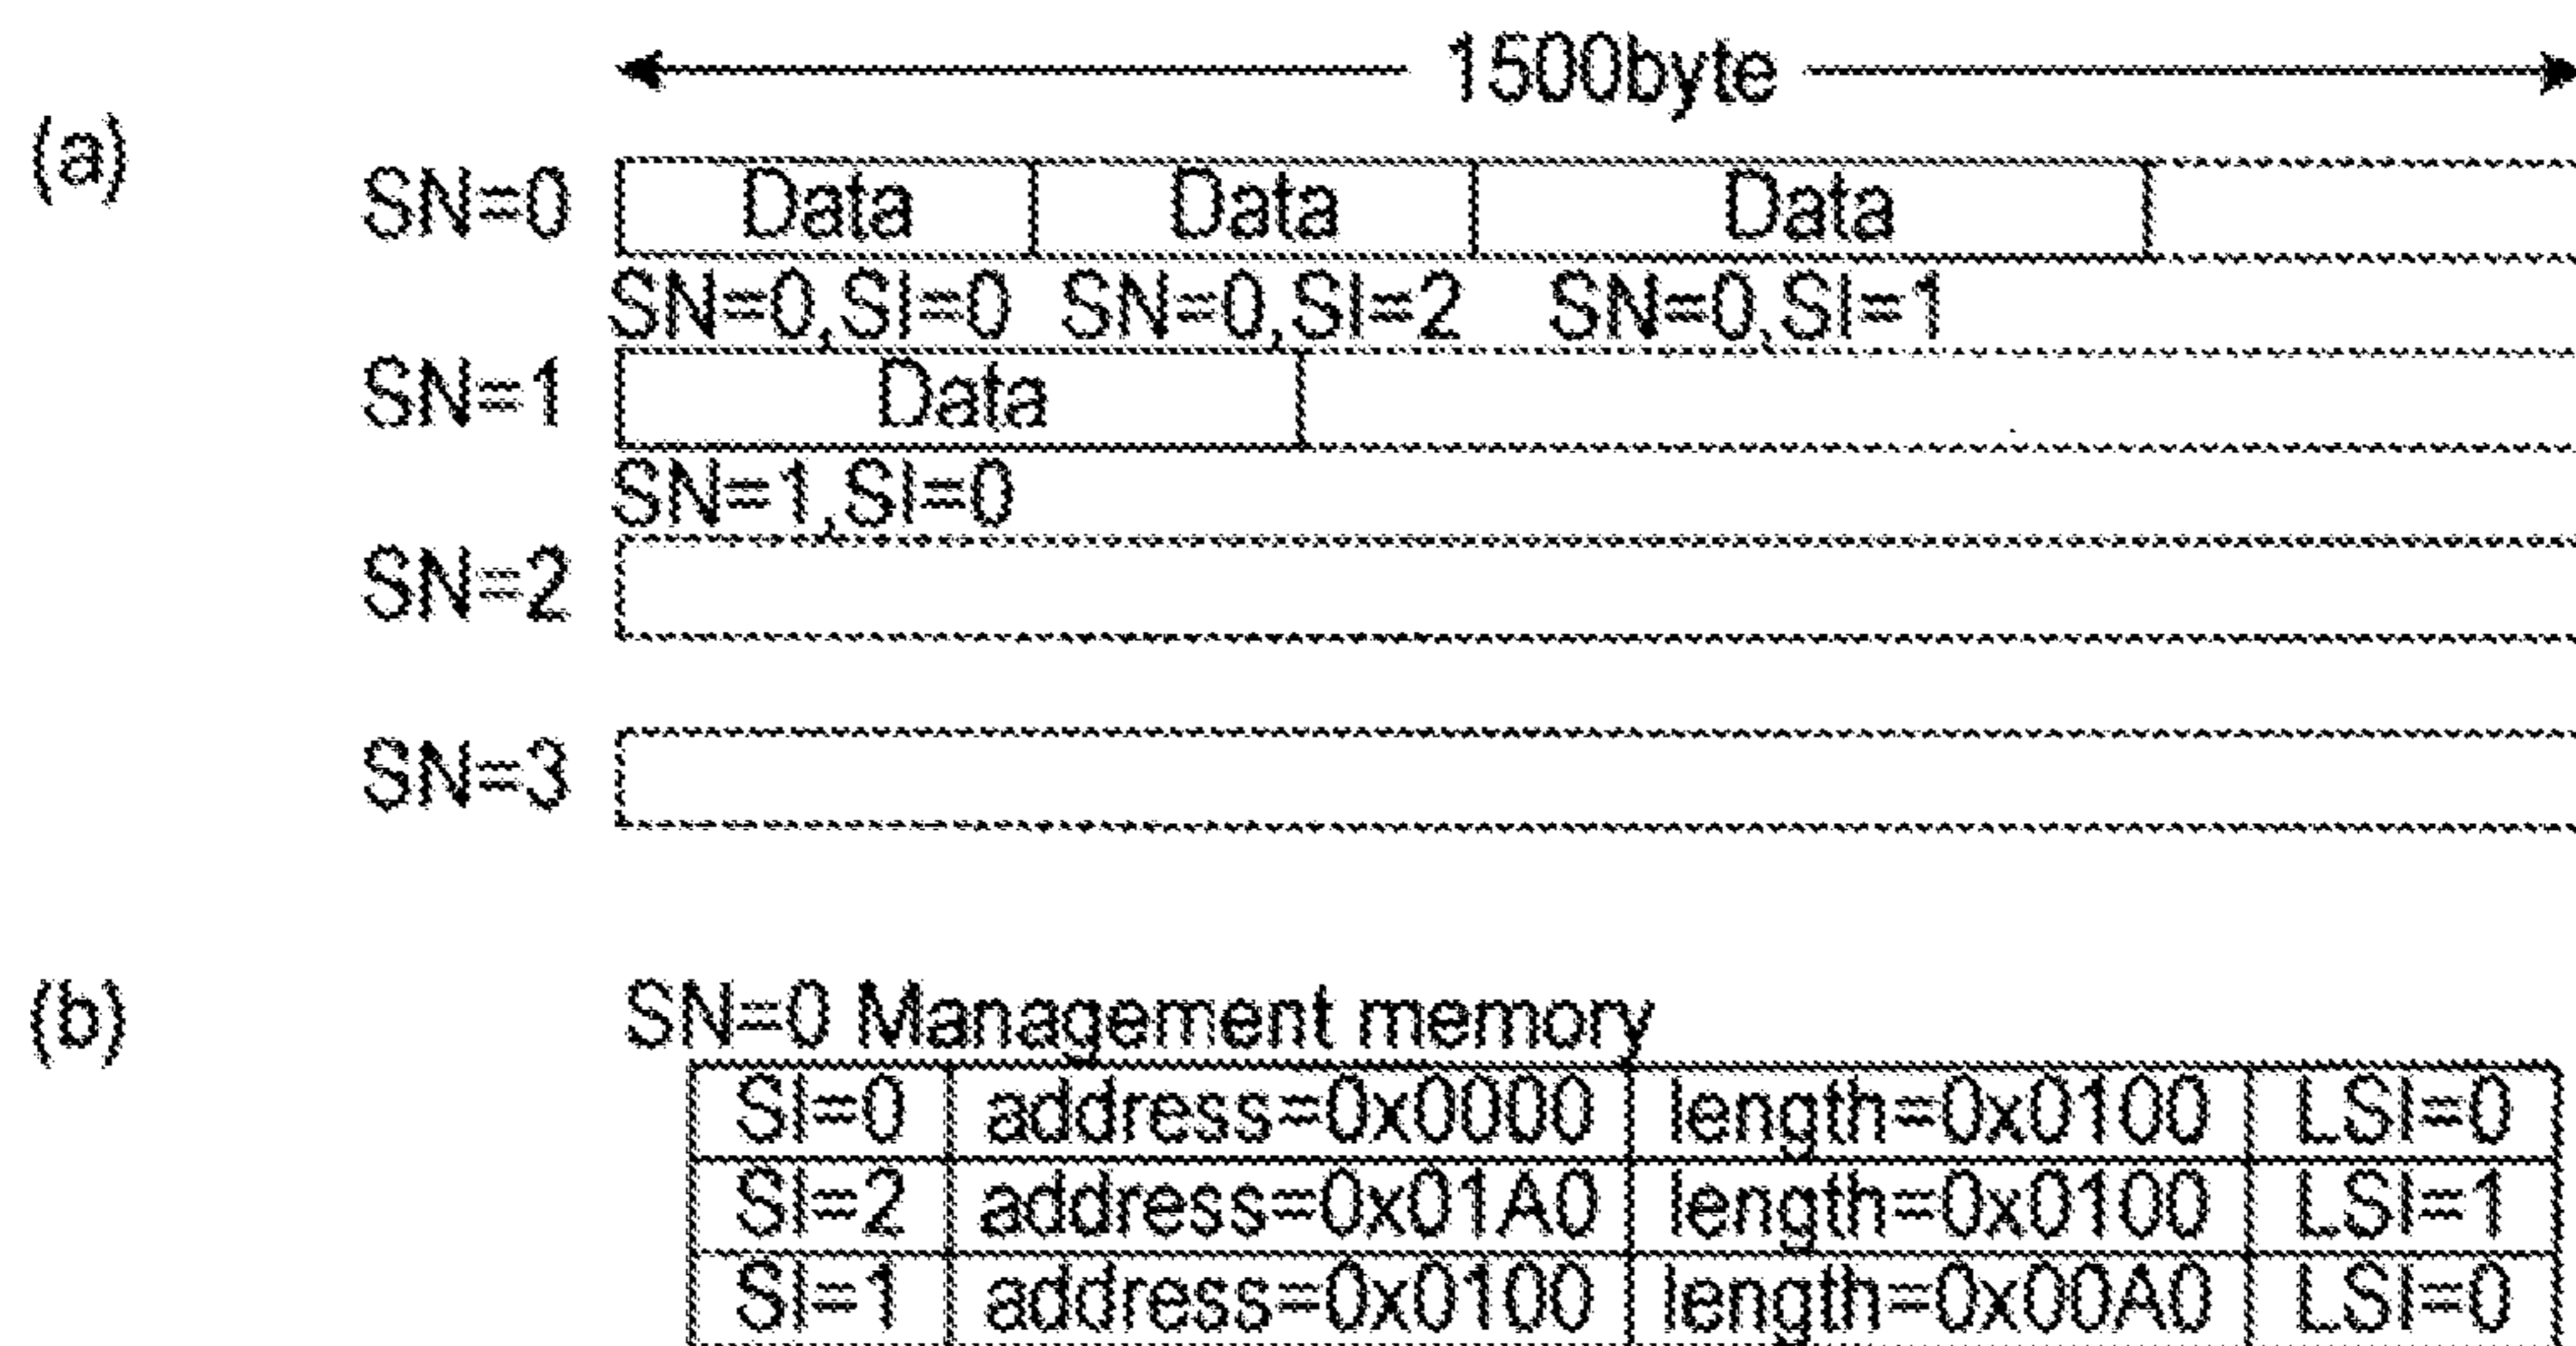 1500byte
(a)
SN=0 Data Data Data
SN=0,SI=0 SN=0,SI=2 SN=0,SI=1
SN=1 Data
SN=1,SI=0
SN=2
SN=3
(b)
SN=0 Management memory
SI=0 address=0x0000 length=0x0100 LSI=0
SI=2 address=0x01A0 length=0x0100 LSI=1
SI=1 address=0x0100 length=0x00A0 LSI=0